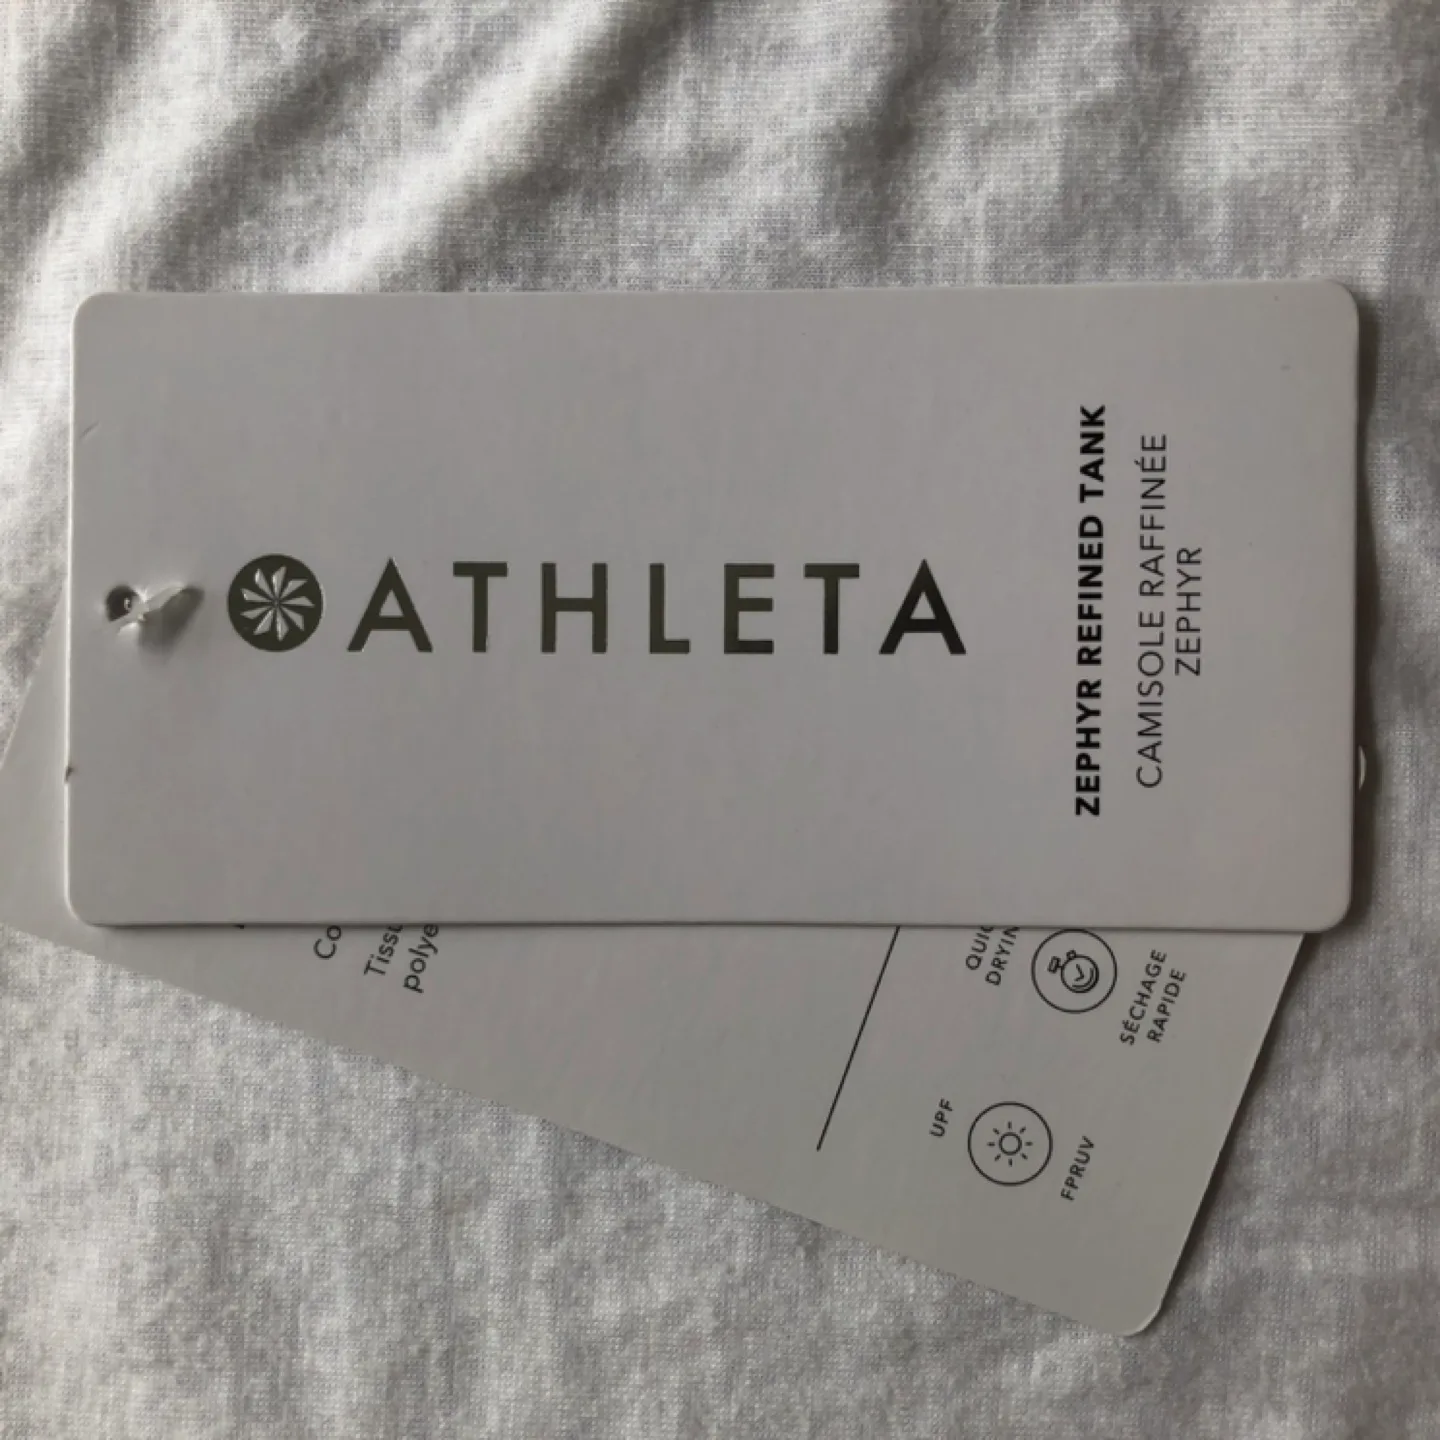 ATHLETA
ZEPHYR REFINED TANK
CAMISOLE RAFFINÉE
ZEPHYR
SÉCHAGE
RAPIDE
UPF
FPRUV